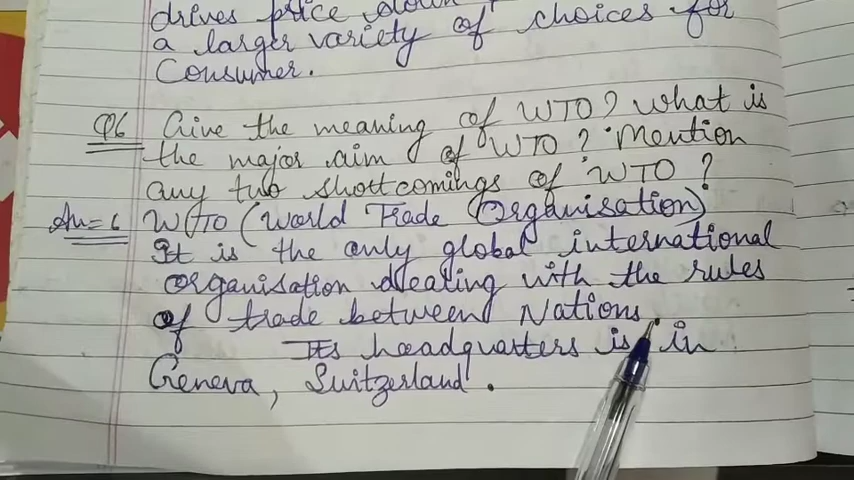 drives price down
a larger variety of choices for
Consumer.
Q6 Give the meaning of WTO? What is
the major aim of WTO? Mention
any two shortcomings of WTO?
Ans=6 WTO (World Trade Organisation)
It is the only global international
organisation dealing with the rules
of trade between Nations.
Its headquarters is in
Geneva, Switzerland.